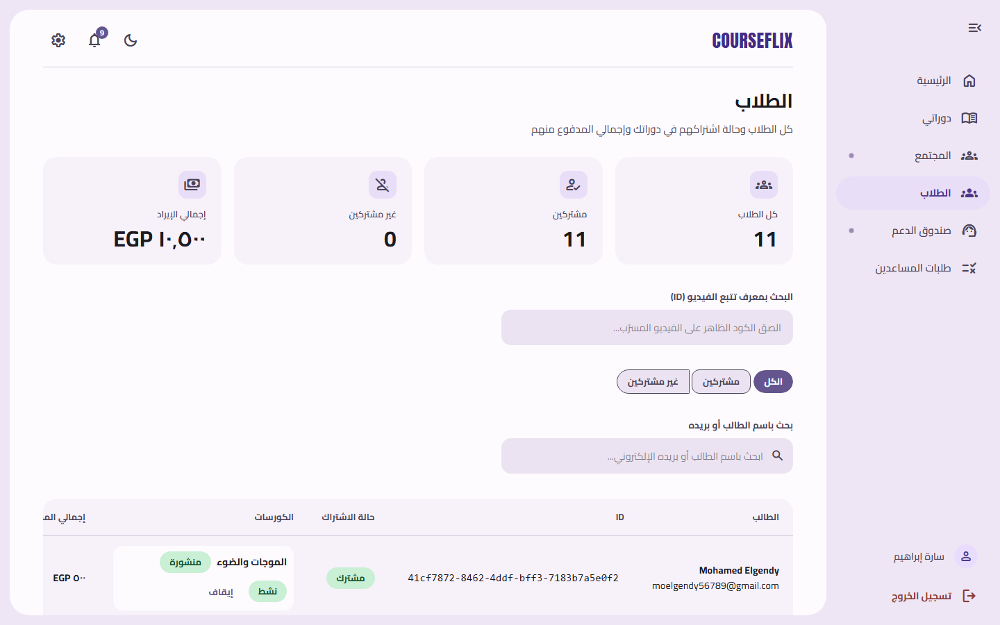 الرئيسية
دوراتي
المجتمع
الطلاب
صندوق الدعم
طلبات المساعدين
سارة إبراهيم
تسجيل الخروج
COURSEFLIX
9
الطلاب
كل الطلاب وحالة اشتراكهم في دوراتك وإجمالي المدفوع منهم
كل الطلاب
11
مشتركين
11
غير مشتركين
0
إجمالي الإيراد
١٠,٥٠٠ EGP
البحث بمعرف تتبع الفيديو (ID)
الصق الكود الظاهر على الفيديو المسرّب...
الكل
مشتركين
غير مشتركين
بحث باسم الطالب أو بريده
ابحث باسم الطالب أو بريده الإلكتروني...
الطالب
ID
حالة الاشتراك
الكورسات
إجمالي
Mohamed Elgendy
moelgendy56789@gmail.com
41cf7872-8462-4ddf-bff3-7183b7a5e0f2
مشترك
الموجات والضوء
منشورة
نشط
إيقاف
٥٠٠ EGP